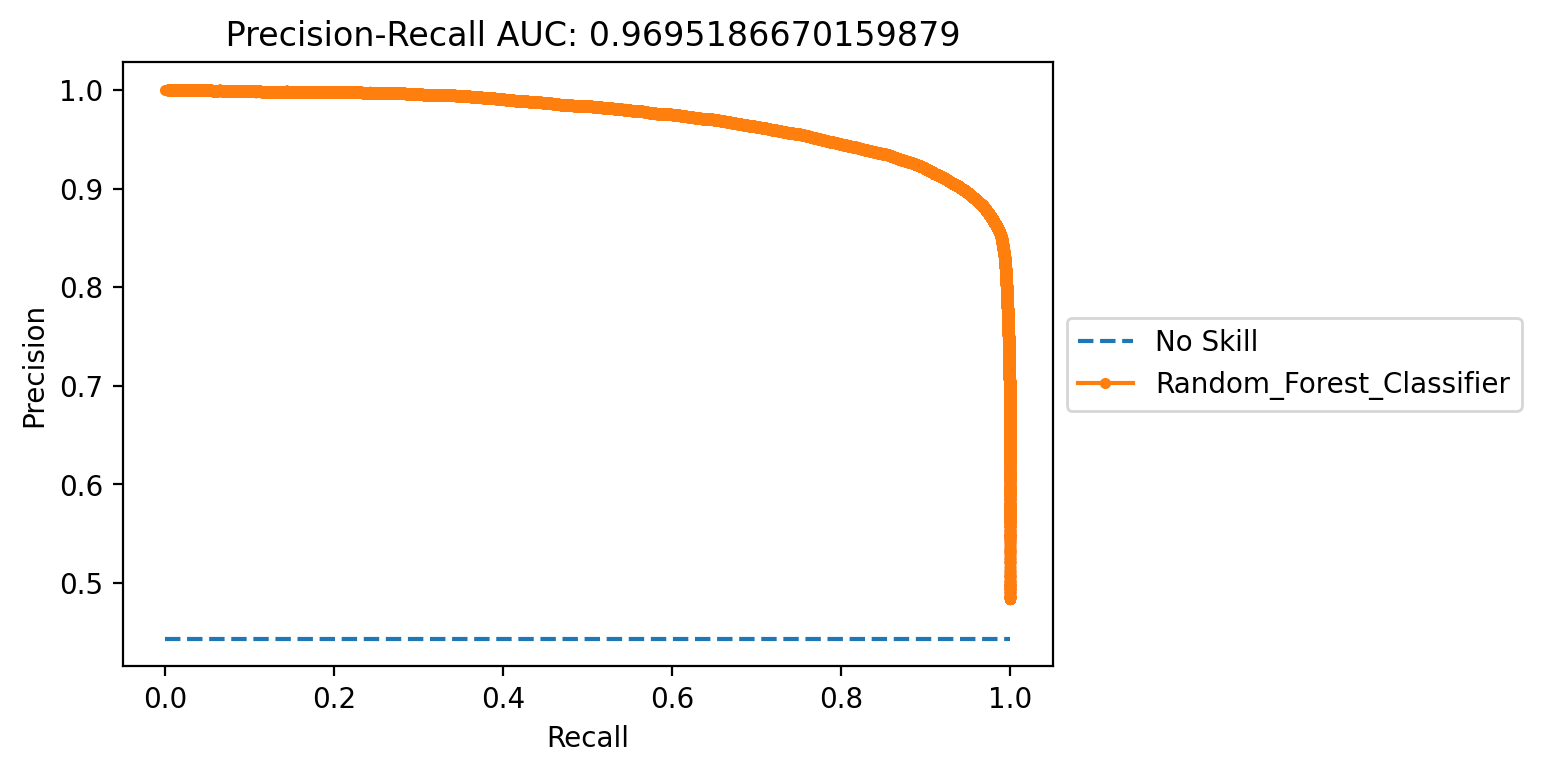 Precision-Recall AUC: 0.9695186670159879
1.0
0.9
0.8
0.7
0.6
0.5
Precision
0.0 0.2 0.4 0.6 0.8 1.0
Recall
No Skill
Random_Forest_Classifier